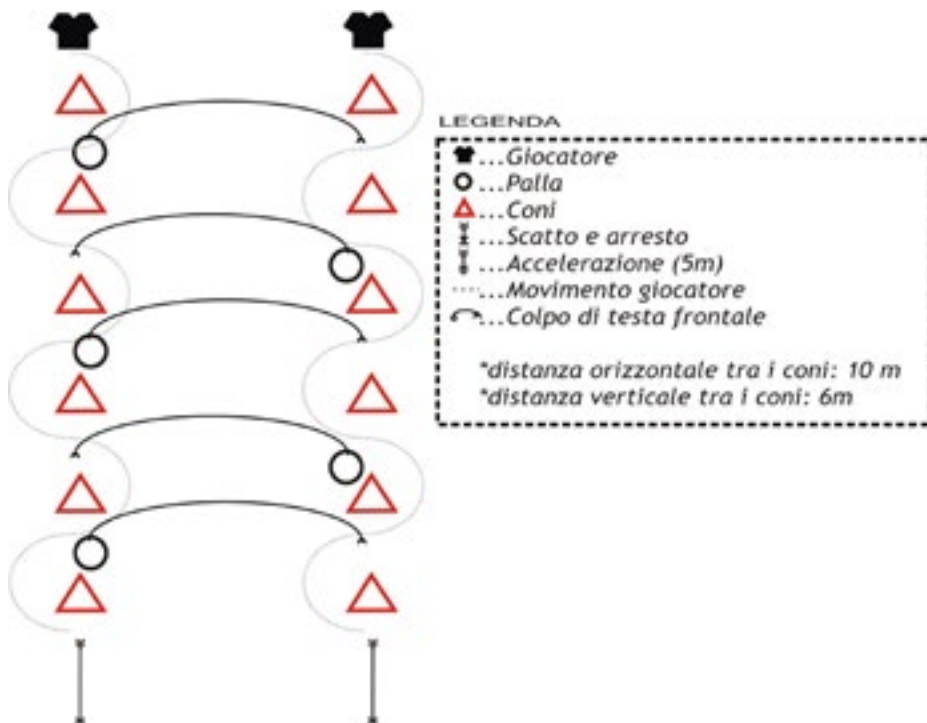 LEGENDA
...Giocatore
...Palla
...Coni
...Scatto e arresto
...Accelerazione (5m)
...Movimento giocatore
...Colpo di testa frontale
*distanza orizzontale tra i coni: 10 m
*distanza verticale tra i coni: 6m